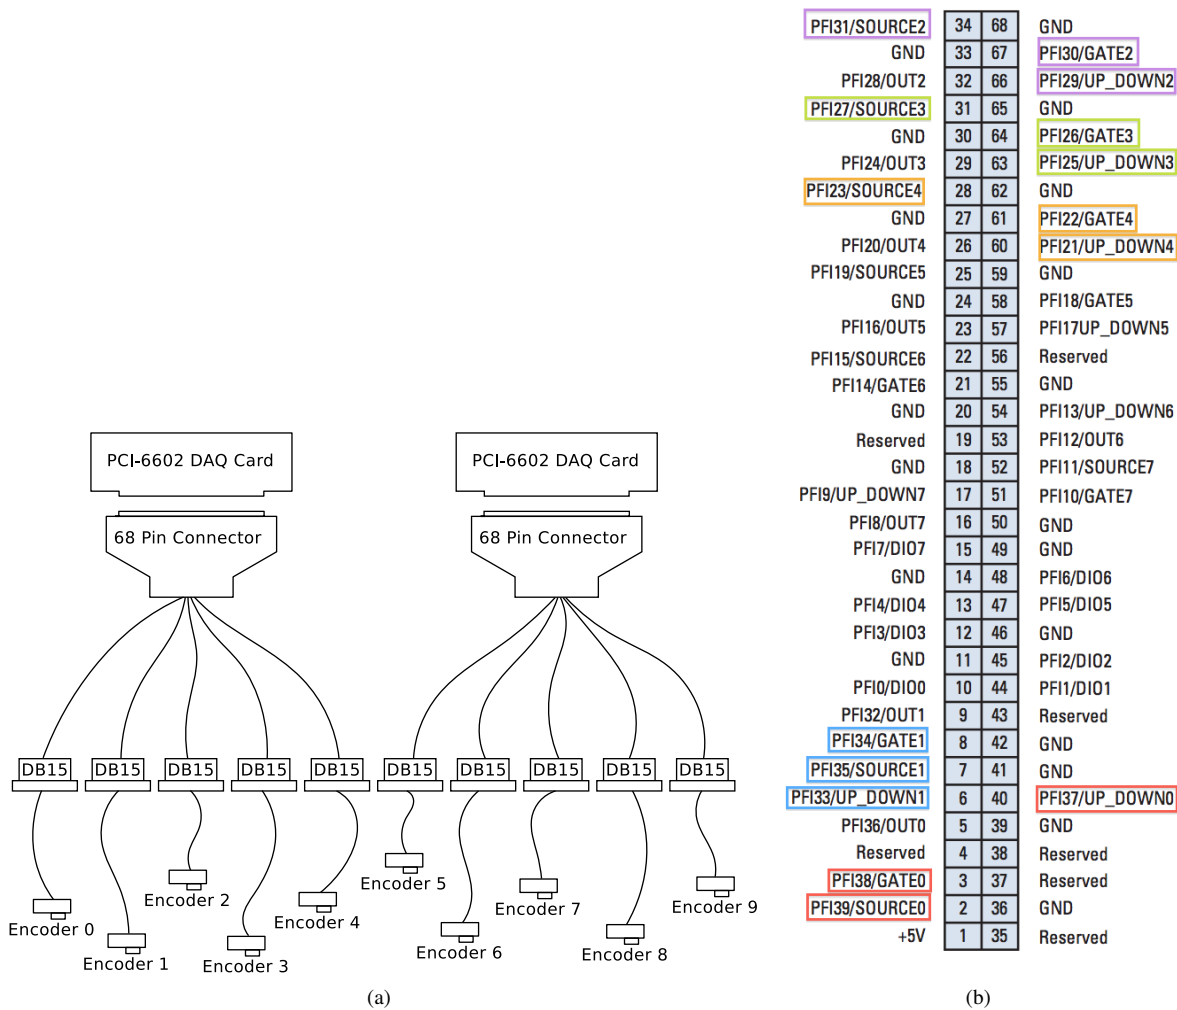 PCI-6602 DAQ Card
PCI-6602 DAQ Card
68 Pin Connector
68 Pin Connector
DB15 DB15 DB15 DB15 DB15 DB15 DB15 DB15 DB15 DB15
Encoder 0
Encoder 1
Encoder 2
Encoder 3
Encoder 4
Encoder 5
Encoder 6
Encoder 7
Encoder 8
Encoder 9
(a)
PFI31/SOURCE2 34 68 GND
GND 33 67 PFI30/GATE2
PFI28/OUT2 32 66 PFI29/UP_DOWN2
PFI27/SOURCE3 31 65 GND
GND 30 64 PFI26/GATE3
PFI24/OUT3 29 63 PFI25/UP_DOWN3
PFI23/SOURCE4 28 62 GND
GND 27 61 PFI22/GATE4
PFI20/OUT4 26 60 PFI21/UP_DOWN4
PFI19/SOURCE5 25 59 GND
GND 24 58 PFI18/GATE5
PFI16/OUT5 23 57 PFI17UP_DOWN5
PFI15/SOURCE6 22 56 Reserved
PFI14/GATE6 21 55 GND
GND 20 54 PFI13/UP_DOWN6
Reserved 19 53 PFI12/OUT6
GND 18 52 PFI11/SOURCE7
PFI9/UP_DOWN7 17 51 PFI10/GATE7
PFI8/OUT7 16 50 GND
PFI7/DIO7 15 49 GND
GND 14 48 PFI6/DIO6
PFI4/DIO4 13 47 PFI5/DIO5
PFI3/DIO3 12 46 GND
GND 11 45 PFI2/DIO2
PFI0/DIO0 10 44 PFI1/DIO1
PFI32/OUT1 9 43 Reserved
PFI34/GATE1 8 42 GND
PFI35/SOURCE1 7 41 GND
PFI33/UP_DOWN1 6 40 PFI37/UP_DOWN0
PFI36/OUT0 5 39 GND
Reserved 4 38 Reserved
PFI38/GATE0 3 37 Reserved
PFI39/SOURCE0 2 36 GND
+5V 1 35 Reserved
(b)